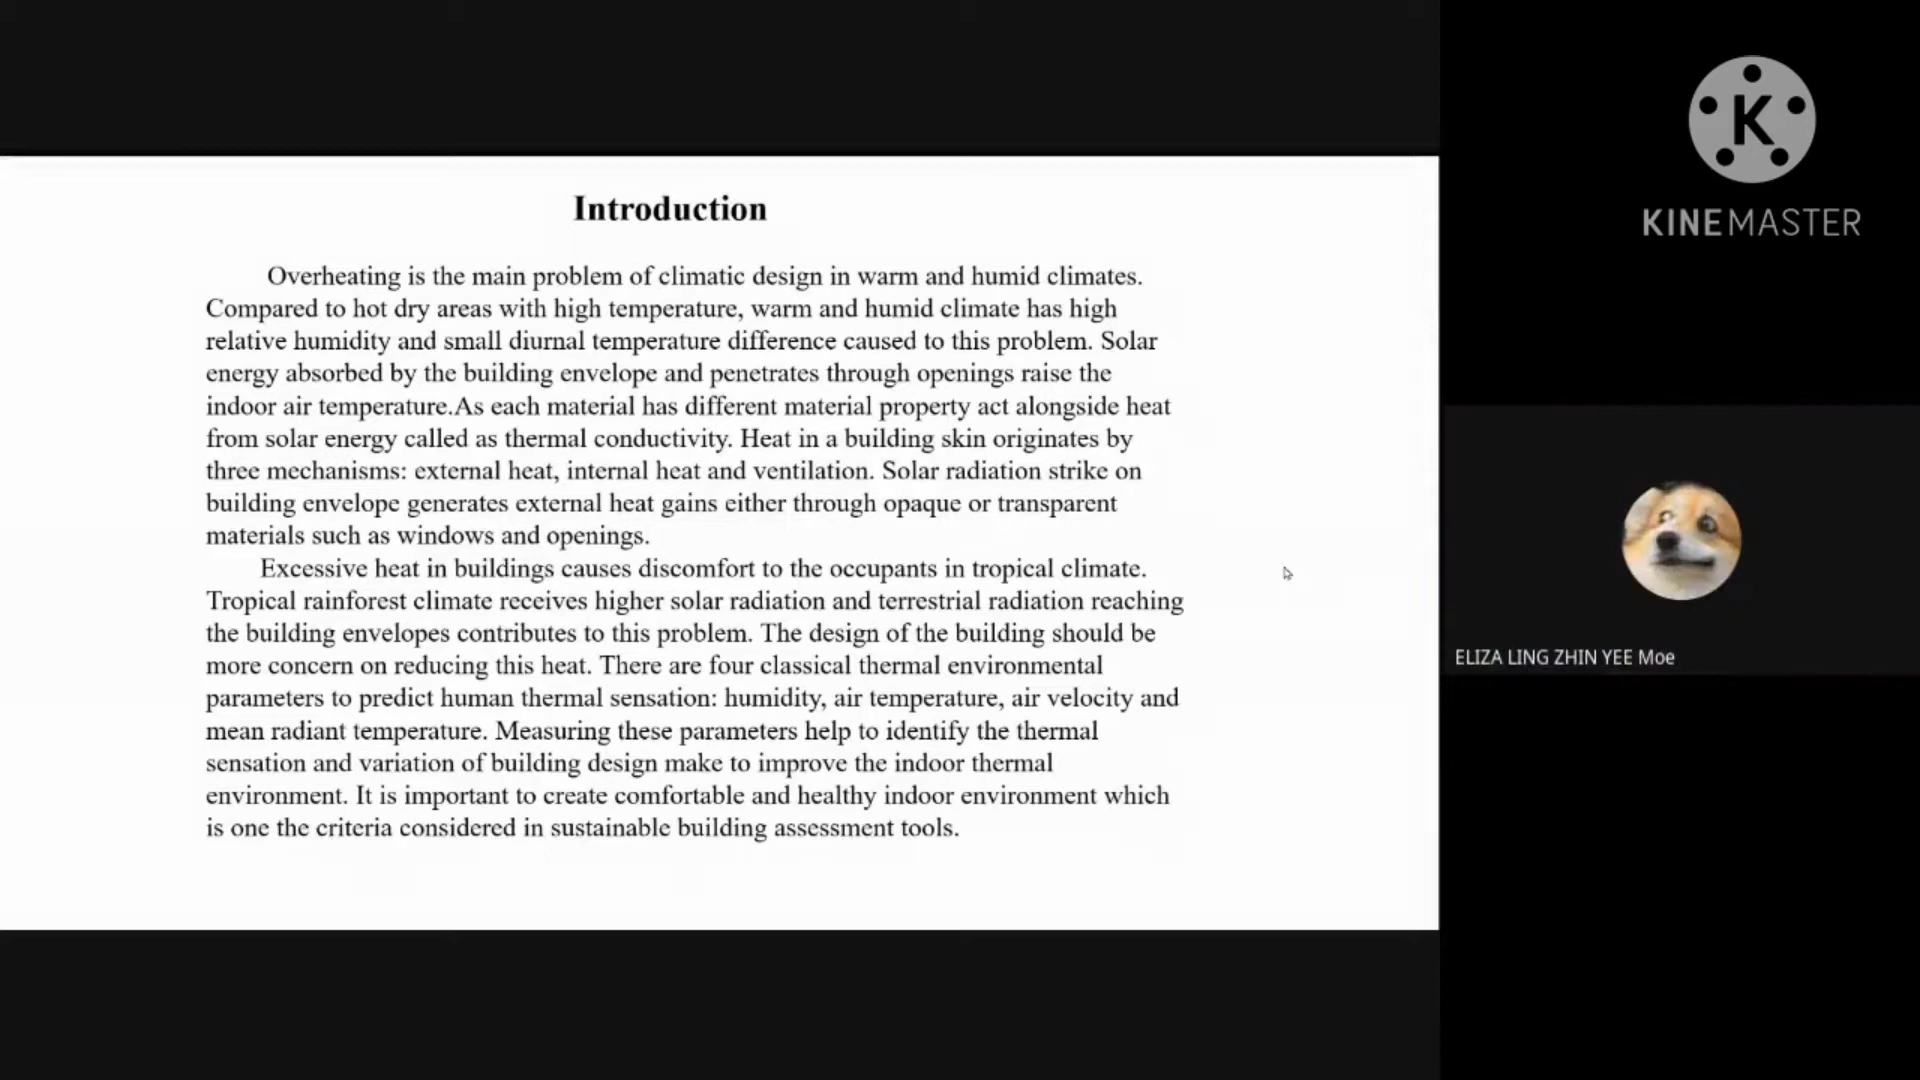 Introduction
Overheating is the main problem of climatic design in warm and humid climates.
Compared to hot dry areas with high temperature, warm and humid climate has high
relative humidity and small diurnal temperature difference caused to this problem. Solar
energy absorbed by the building envelope and penetrates through openings raise the
indoor air temperature.As each material has different material property act alongside heat
from solar energy called as thermal conductivity. Heat in a building skin originates by
three mechanisms: external heat, internal heat and ventilation. Solar radiation strike on
building envelope generates external heat gains either through opaque or transparent
materials such as windows and openings.
Excessive heat in buildings causes discomfort to the occupants in tropical climate.
Tropical rainforest climate receives higher solar radiation and terrestrial radiation reaching
the building envelopes contributes to this problem. The design of the building should be
more concern on reducing this heat. There are four classical thermal environmental
parameters to predict human thermal sensation: humidity, air temperature, air velocity and
mean radiant temperature. Measuring these parameters help to identify the thermal
sensation and variation of building design make to improve the indoor thermal
environment. It is important to create comfortable and healthy indoor environment which
is one the criteria considered in sustainable building assessment tools.
K
KINEMASTER
ELIZA LING ZHIN YEE Moe